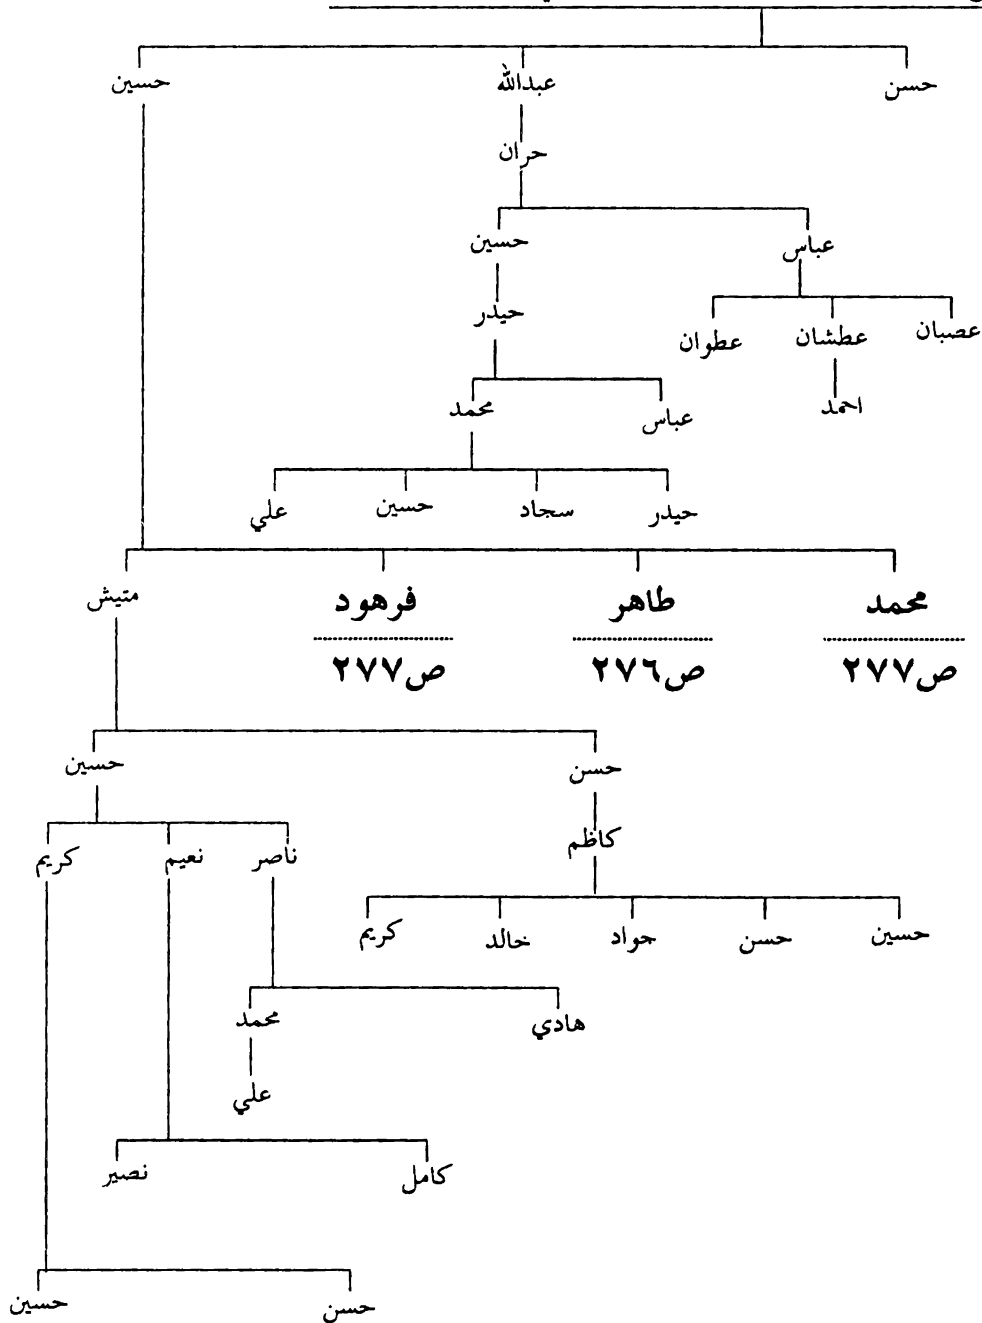 حسن عبدالله حسين
حران
عباس حسين
عصبان عطشان عطوان حيدر
احمد عباس محمد
حيدر سجاد حسين علي
محمد طاهر فرهود متيش
ص٢٧٧ ص٢٧٦ ص٢٧٧
حسن حسين
كاظم ناصر نعيم كريم
حسين حسن جواد خالد كريم
هادي محمد
علي
كامل نصير
حسن حسين